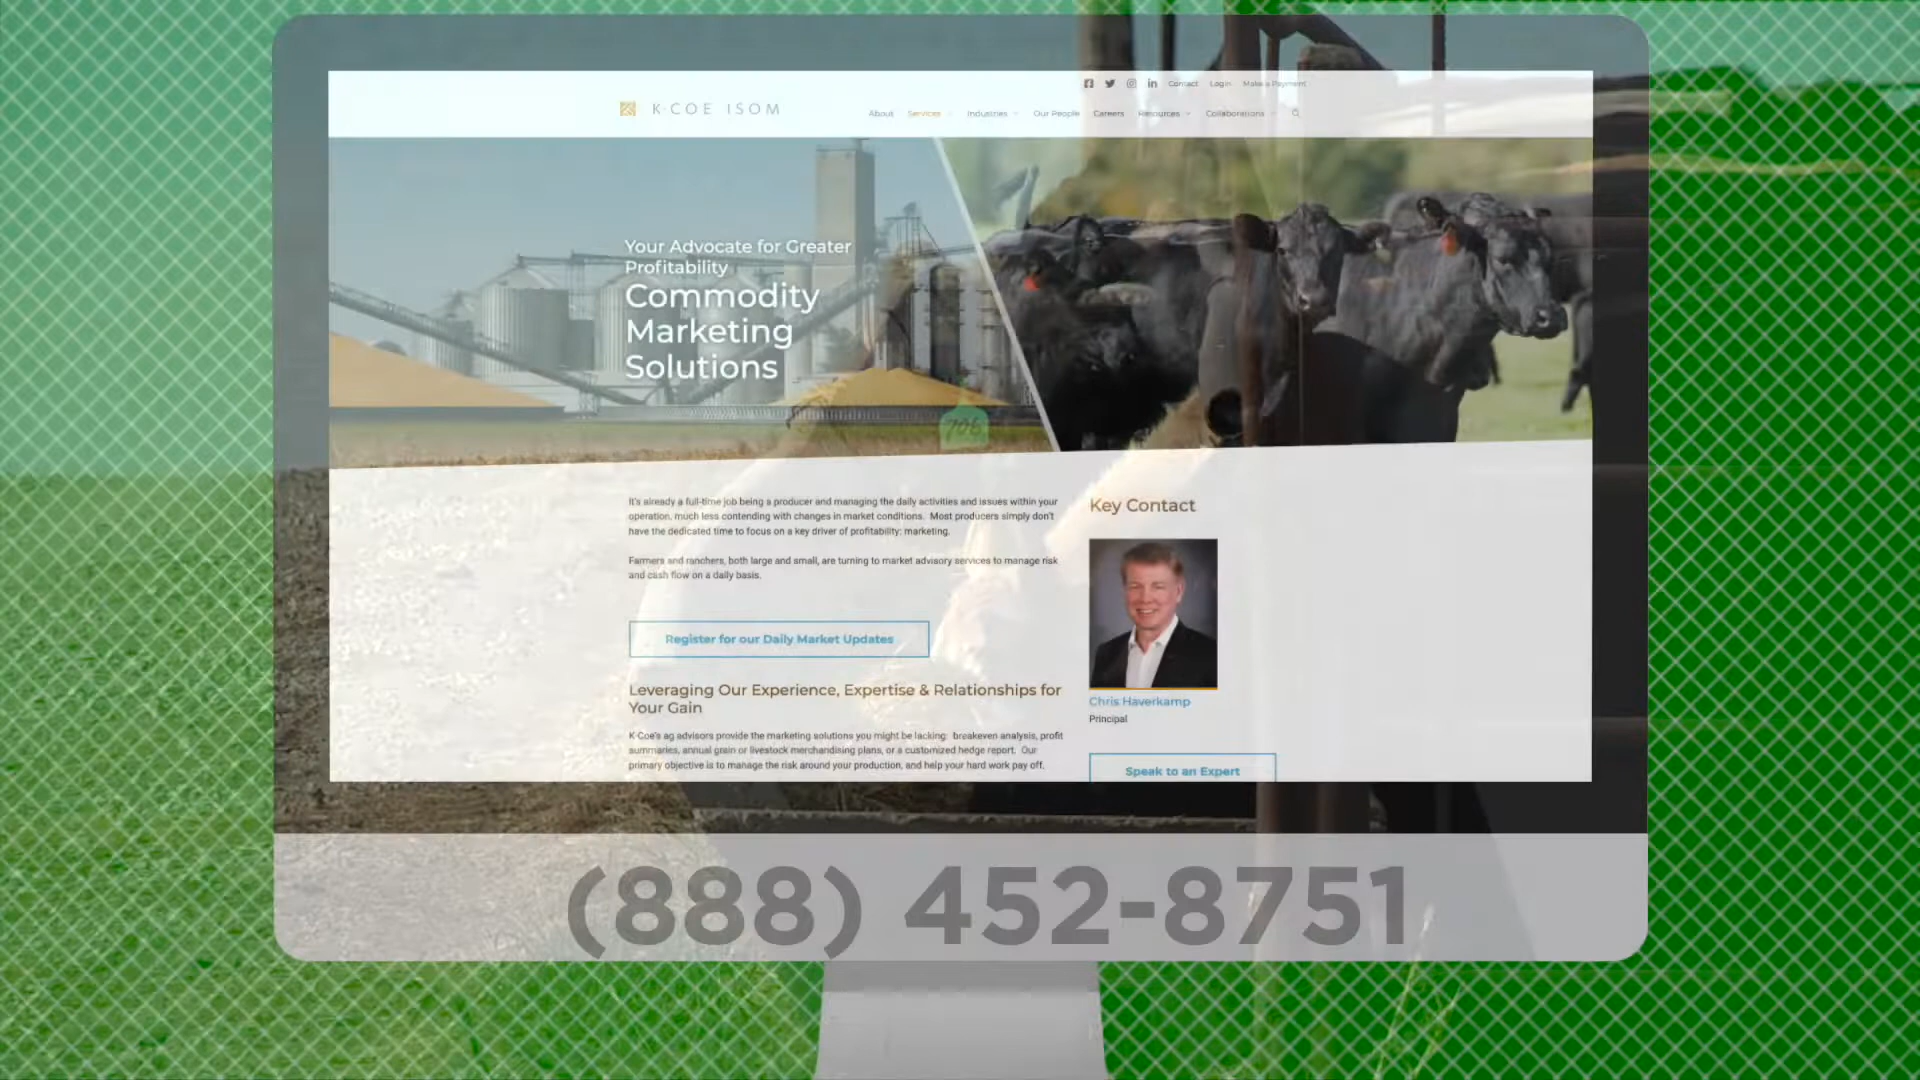 Contact Login Make a Payment
K·COE ISOM
About Services Industries Our People Careers Resources Collaborations
Your Advocate for Greater
Profitability
Commodity
Marketing
Solutions
706
It's already a full-time job being a producer and managing the daily activities and issues within your
operation, much less contending with changes in market conditions. Most producers simply don't
have the dedicated time to focus on a key driver of profitability: marketing.
Farmers and ranchers, both large and small, are turning to market advisory services to manage risk
and cash flow on a daily basis.
Register for our Daily Market Updates
Leveraging Our Experience, Expertise & Relationships for
Your Gain
K·Coe's ag advisors provide the marketing solutions you might be lacking: breakeven analysis, profit
summaries, annual grain or livestock merchandising plans, or a customized hedge report. Our
primary objective is to manage the risk around your production, and help your hard work pay off.
Key Contact
Chris Haverkamp
Principal
Speak to an Expert
(888) 452-8751